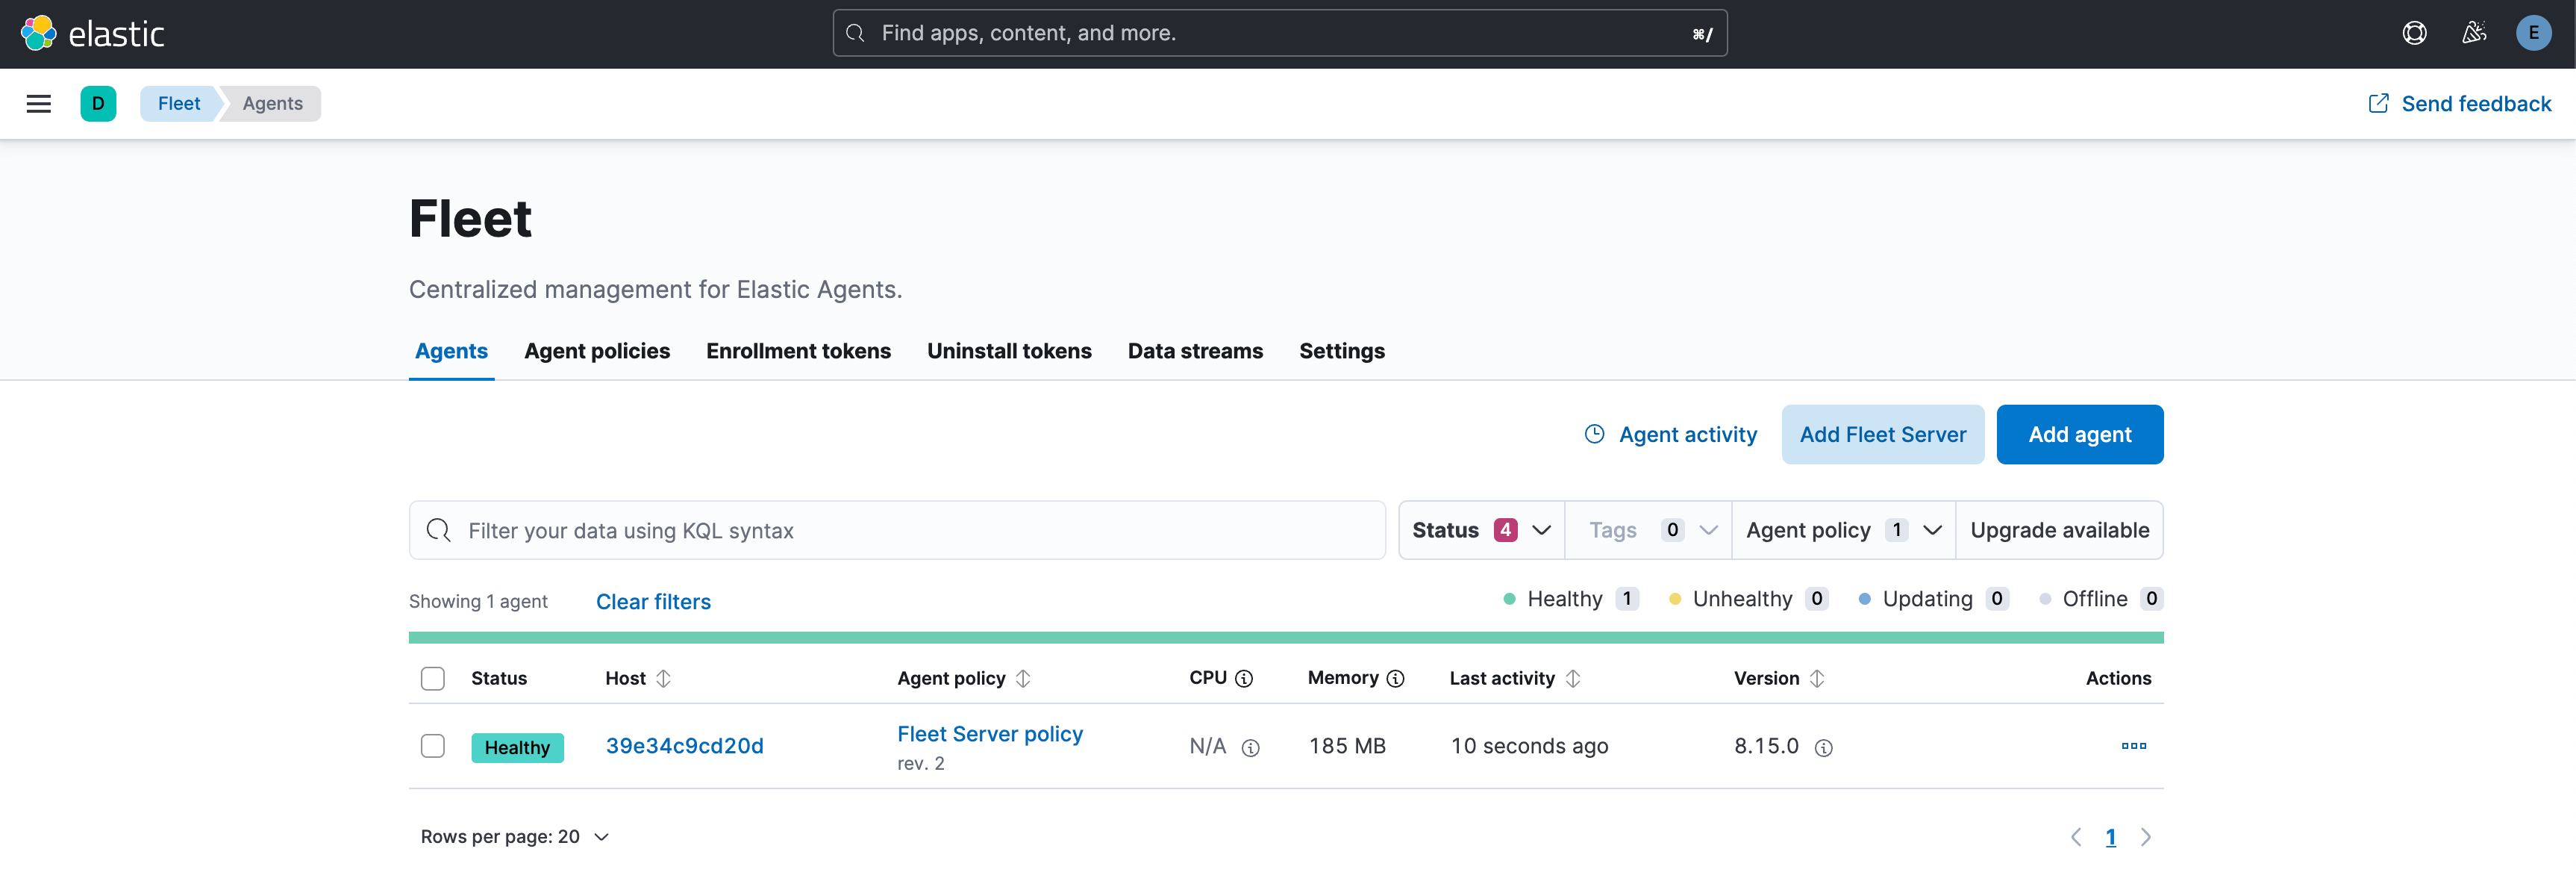 elastic
Find apps, content, and more. ⌘/
E
D Fleet Agents
Send feedback
Fleet
Centralized management for Elastic Agents.
Agents Agent policies Enrollment tokens Uninstall tokens Data streams Settings
Agent activity Add Fleet Server Add agent
Filter your data using KQL syntax Status 4 Tags 0 Agent policy 1 Upgrade available
Showing 1 agent Clear filters Healthy 1 Unhealthy 0 Updating 0 Offline 0
Status Host Agent policy CPU Memory Last activity Version Actions
Healthy 39e34c9cd20d Fleet Server policy N/A 185 MB 10 seconds ago 8.15.0
rev. 2
Rows per page: 20 1